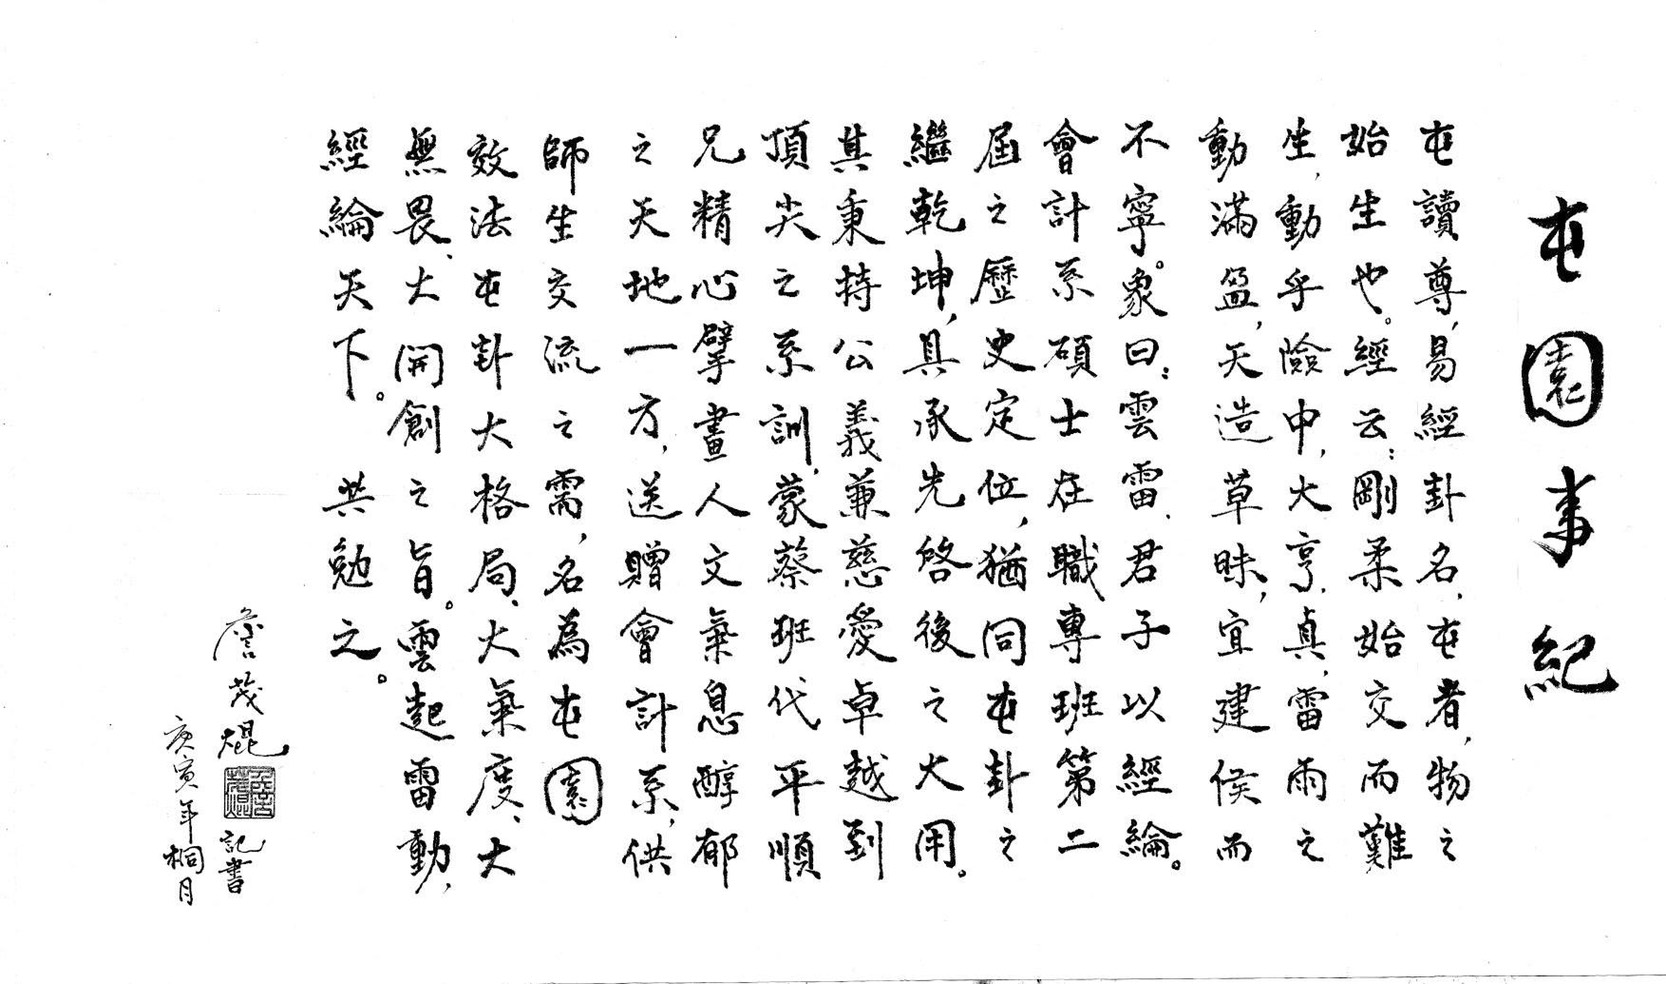 屯園事紀
屯讀尊,易經卦名、屯者,物之
始生也。經云:剛柔始交而難
生,動乎險中,大亨、貞,雷雨之
動滿盈,天造草昧,宜建侯而
不寧。象曰:雲雷、君子以經綸。
會計系碩士在職專班第二
屆之歷史定位,猶同屯卦之
繼乾坤,具承先啓後之大用。
其秉持公義兼慈愛卓越到
頂尖之系訓,蒙蔡班代平順
兄精心擘畫人文氣息醇郁
之天地一方,送贈會計系,供
師生交流之需,名為屯園
效法屯卦大格局、大氣度、大
無畏、大開創之旨。雲起雷動,
經綸天下。 共勉之。
詹茂焜 記書
庚寅年桐月